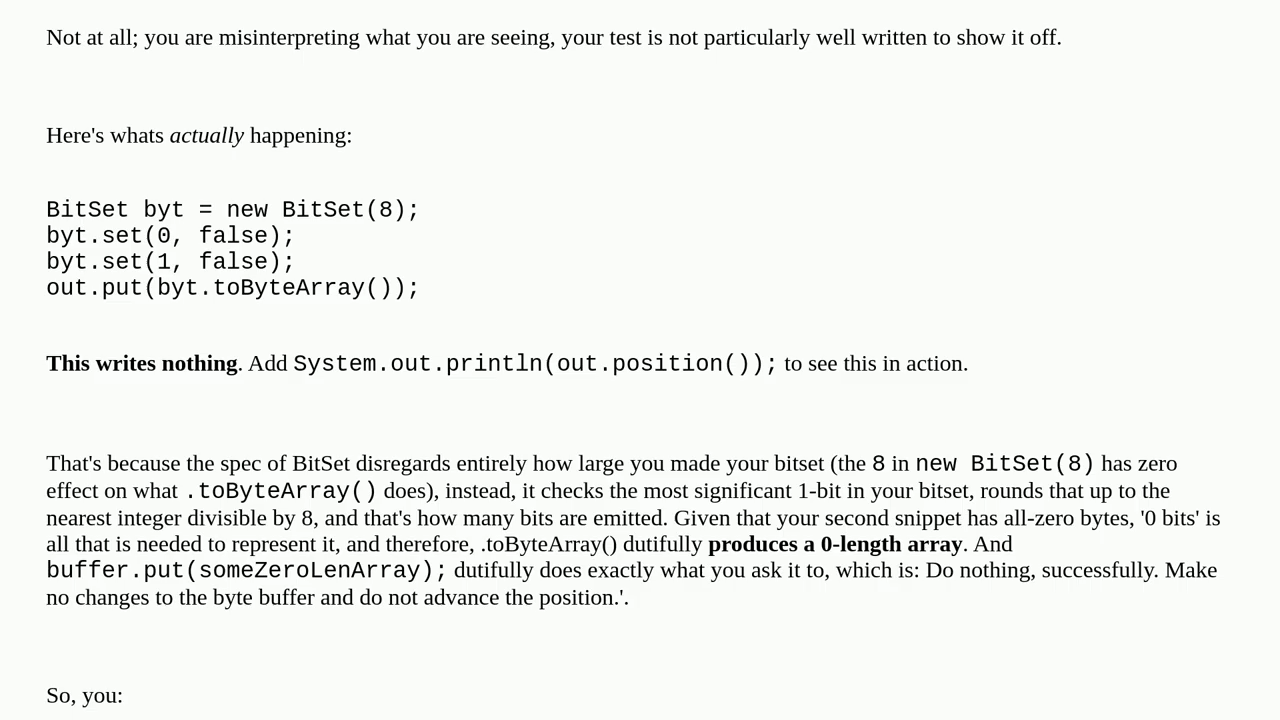 Not at all; you are misinterpreting what you are seeing, your test is not particularly well written to show it off.
Here's whats actually happening:
BitSet byt = new BitSet(8);
byt.set(0, false);
byt.set(1, false);
out.put(byt.toByteArray());
This writes nothing. Add System.out.println(out.position()); to see this in action.
That's because the spec of BitSet disregards entirely how large you made your bitset (the 8 in new BitSet(8) has zero
effect on what .toByteArray() does), instead, it checks the most significant 1-bit in your bitset, rounds that up to the
nearest integer divisible by 8, and that's how many bits are emitted. Given that your second snippet has all-zero bytes, '0 bits' is
all that is needed to represent it, and therefore, .toByteArray() dutifully produces a 0-length array. And
buffer.put(someZeroLenArray); dutifully does exactly what you ask it to, which is: Do nothing, successfully. Make
no changes to the byte buffer and do not advance the position.'.
So, you: